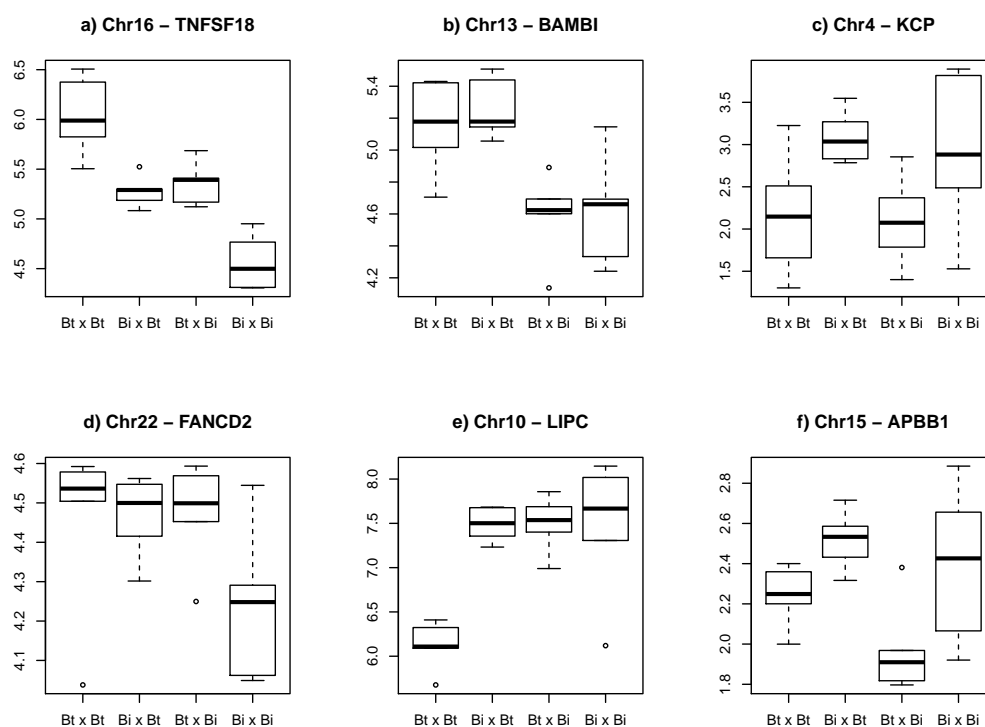 a) Chr16 – TNFSF18
6.5
6.0
5.5
5.0
4.5
Bt x Bt Bi x Bt Bt x Bi Bi x Bi
b) Chr13 – BAMBI
5.4
5.0
4.6
4.2
Bt x Bt Bi x Bt Bt x Bi Bi x Bi
c) Chr4 – KCP
3.5
3.0
2.5
2.0
1.5
Bt x Bt Bi x Bt Bt x Bi Bi x Bi
d) Chr22 – FANCD2
4.6
4.5
4.4
4.3
4.2
4.1
Bt x Bt Bi x Bt Bt x Bi Bi x Bi
e) Chr10 – LIPC
8.0
7.5
7.0
6.5
6.0
Bt x Bt Bi x Bt Bt x Bi Bi x Bi
f) Chr15 – APBB1
2.8
2.6
2.4
2.2
2.0
1.8
Bt x Bt Bi x Bt Bt x Bi Bi x Bi